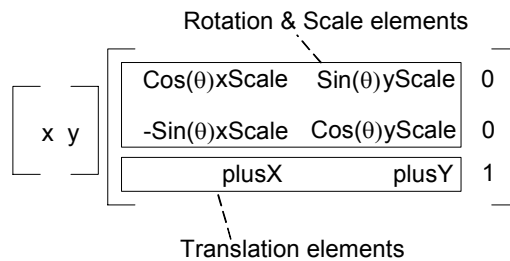 Rotation & Scale elements
Cos(θ)xScale Sin(θ)yScale 0
x y
-Sin(θ)xScale Cos(θ)yScale 0
plusX plusY 1
Translation elements